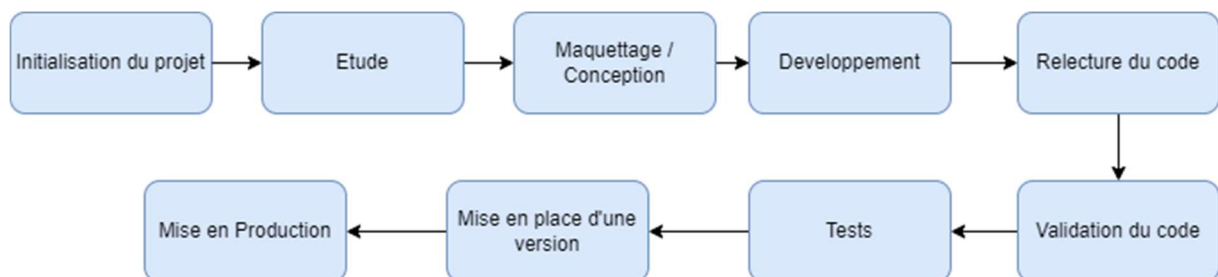 Initialisation du projet
Etude
Maquettage /
Conception
Developpement
Relecture du code
Validation du code
Tests
Mise en place d'une
version
Mise en Production